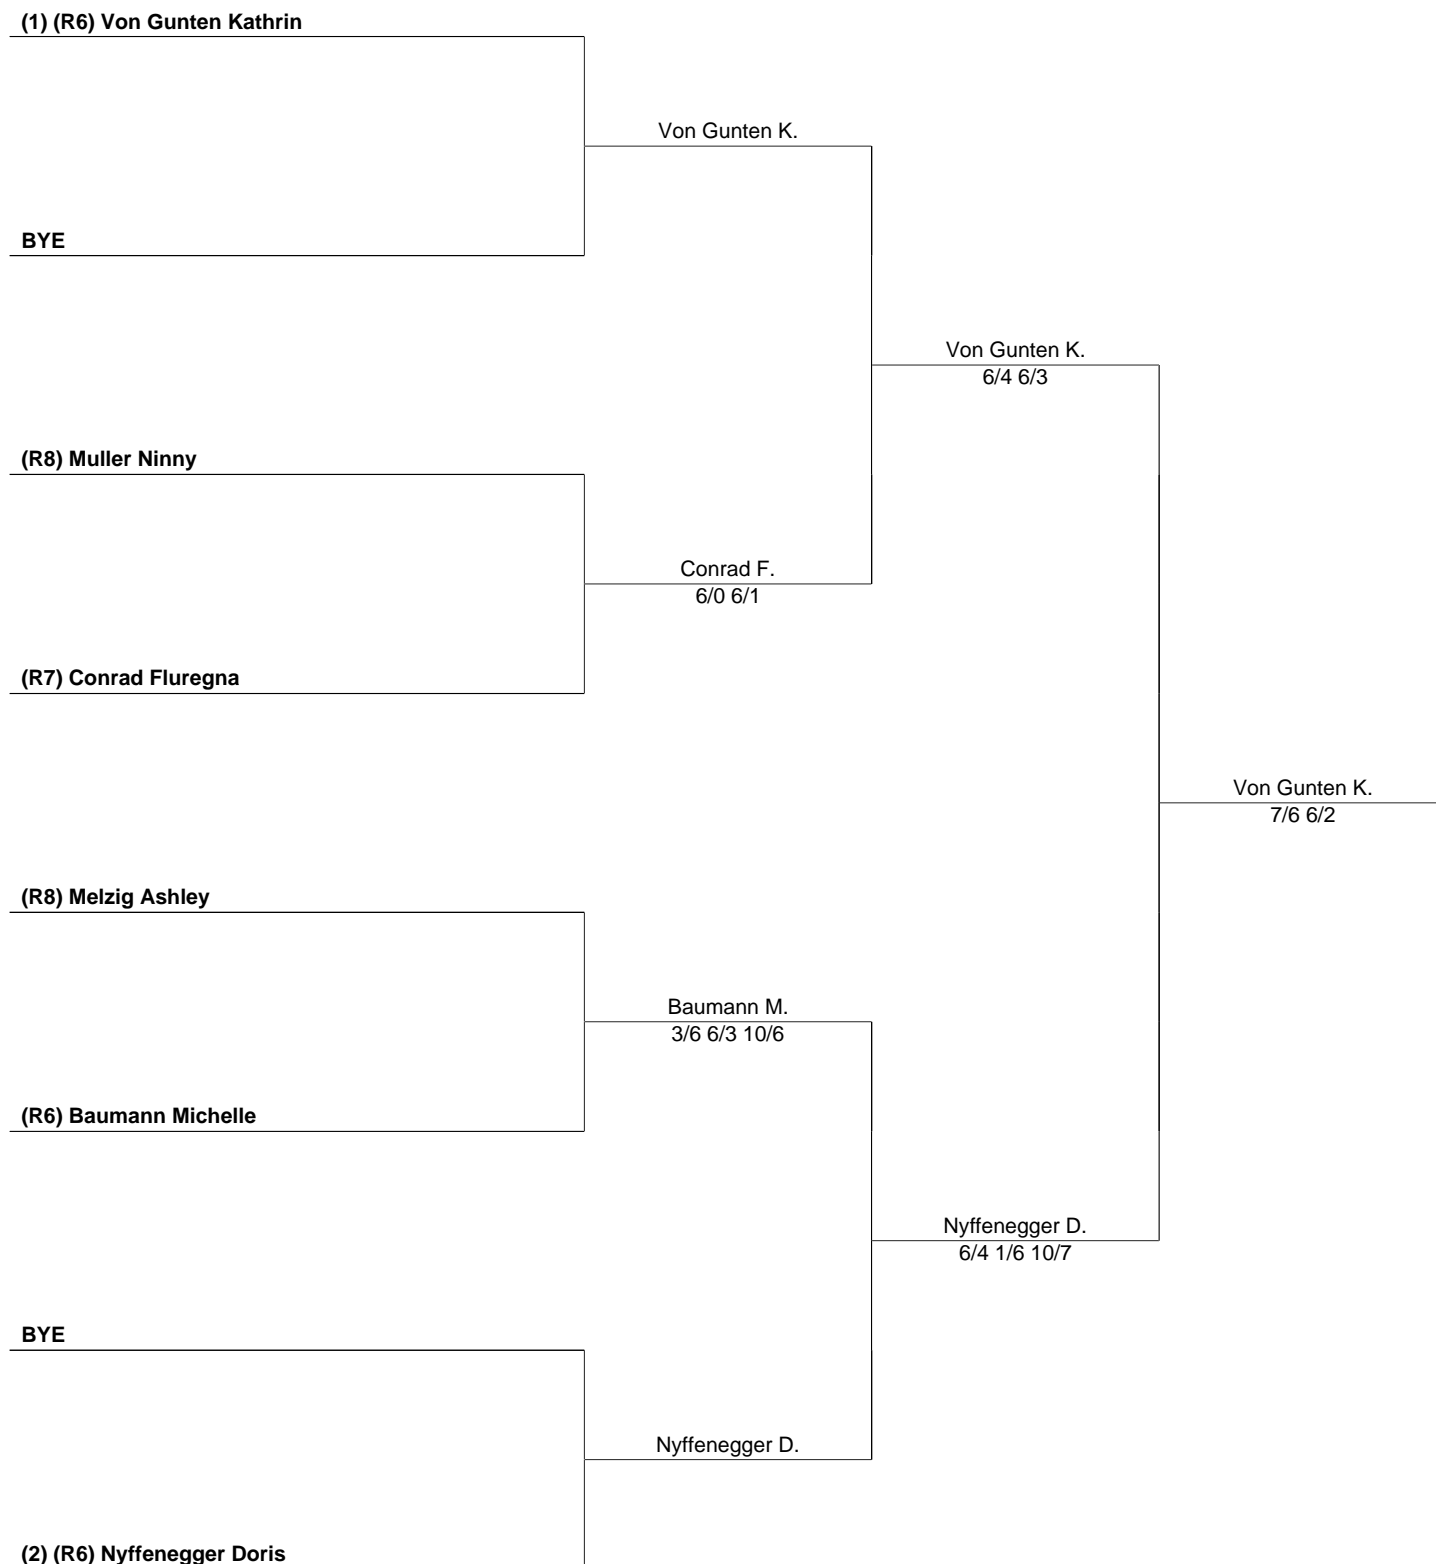 (1) (R6) Von Gunten Kathrin
Von Gunten K.
BYE
Von Gunten K.
6/4 6/3
(R8) Muller Ninny
Conrad F.
6/0 6/1
(R7) Conrad Fluregna
Von Gunten K.
7/6 6/2
(R8) Melzig Ashley
Baumann M.
3/6 6/3 10/6
(R6) Baumann Michelle
Nyffenegger D.
6/4 1/6 10/7
BYE
Nyffenegger D.
(2) (R6) Nyffenegger Doris